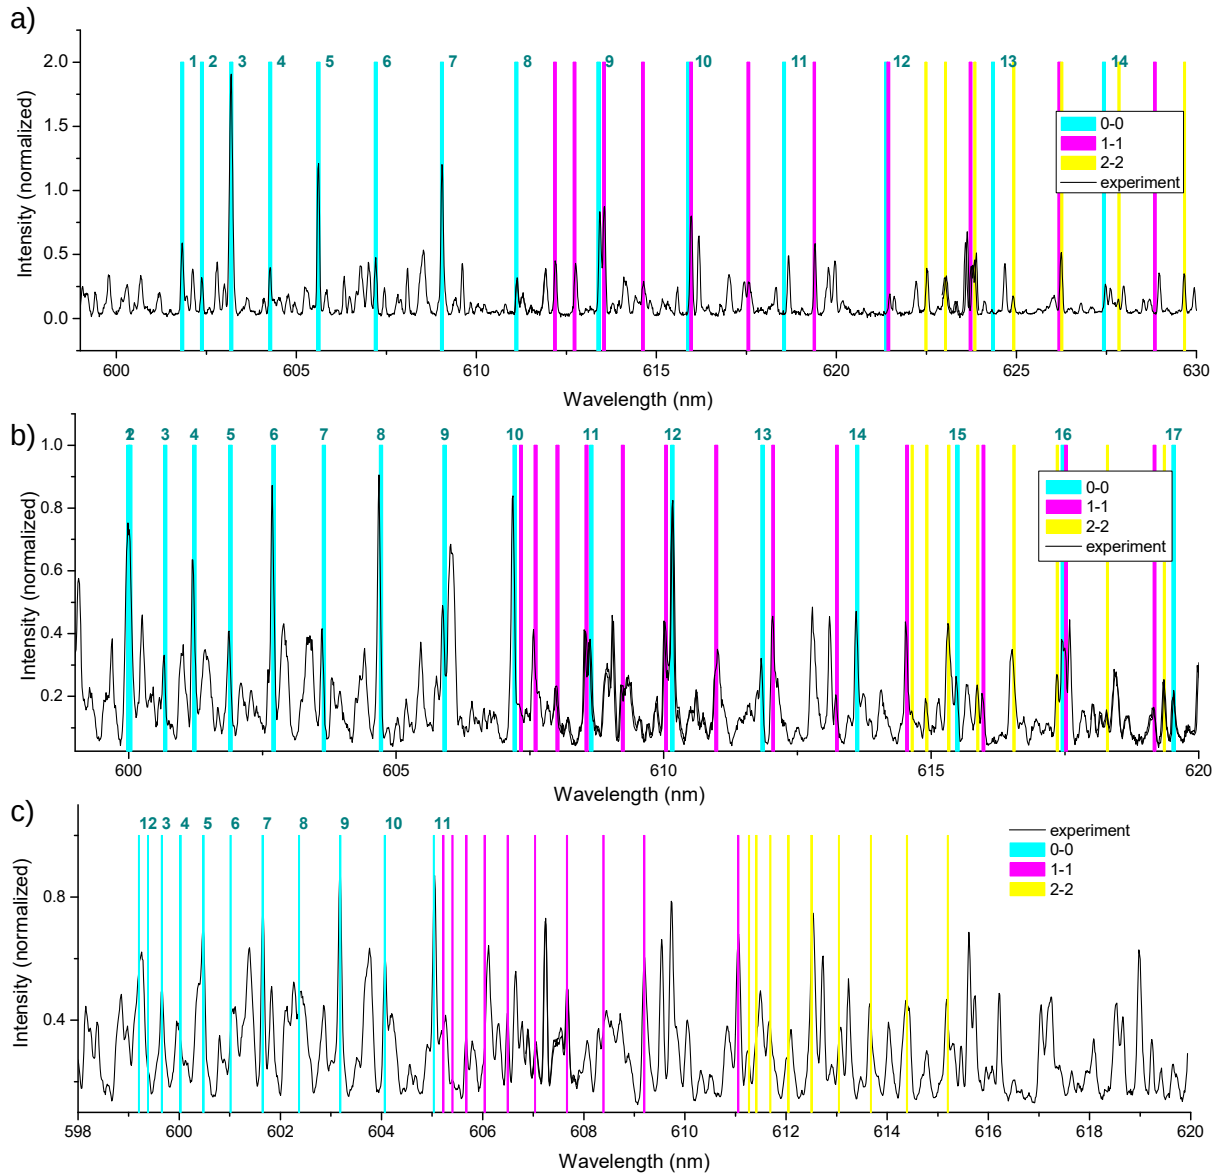 a)
1 2 3 4 5 6 7 8 9 10 11 12 13 14
2.0
1.5
1.0
0.5
0.0
Intensity (normalized)
0-0
1-1
2-2
experiment
600 605 610 615 620 625 630
Wavelength (nm)
b)
1 2 3 4 5 6 7 8 9 10 11 12 13 14 15 16 17
1.0
0.8
0.6
0.4
0.2
Intensity (normalized)
0-0
1-1
2-2
experiment
600 605 610 615 620
Wavelength (nm)
c)
1 2 3 4 5 6 7 8 9 10 11
0.8
0.4
Intensity (normalized)
experiment
0-0
1-1
2-2
598 600 602 604 606 608 610 612 614 616 618 620
Wavelength (nm)